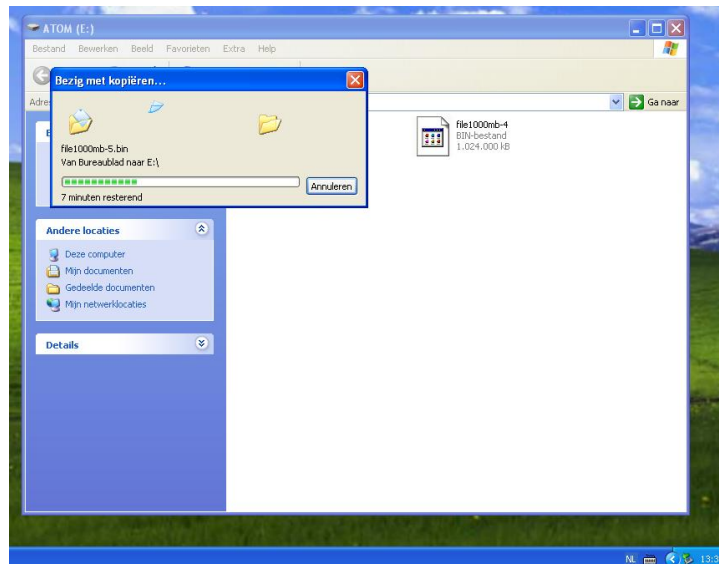 ATOM (E:)
Bestand Bewerken Beeld Favorieten Extra Help
Bezig met kopiëren...
Ga naar
file1000mb-5.bin
Van Bureaublad naar E:\
Annuleren
7 minuten resterend
file1000mb-4
BIN-bestand
1.024.000 kB
Andere locaties
Deze computer
Mijn documenten
Gedeelde documenten
Mijn netwerklocaties
Details
NL